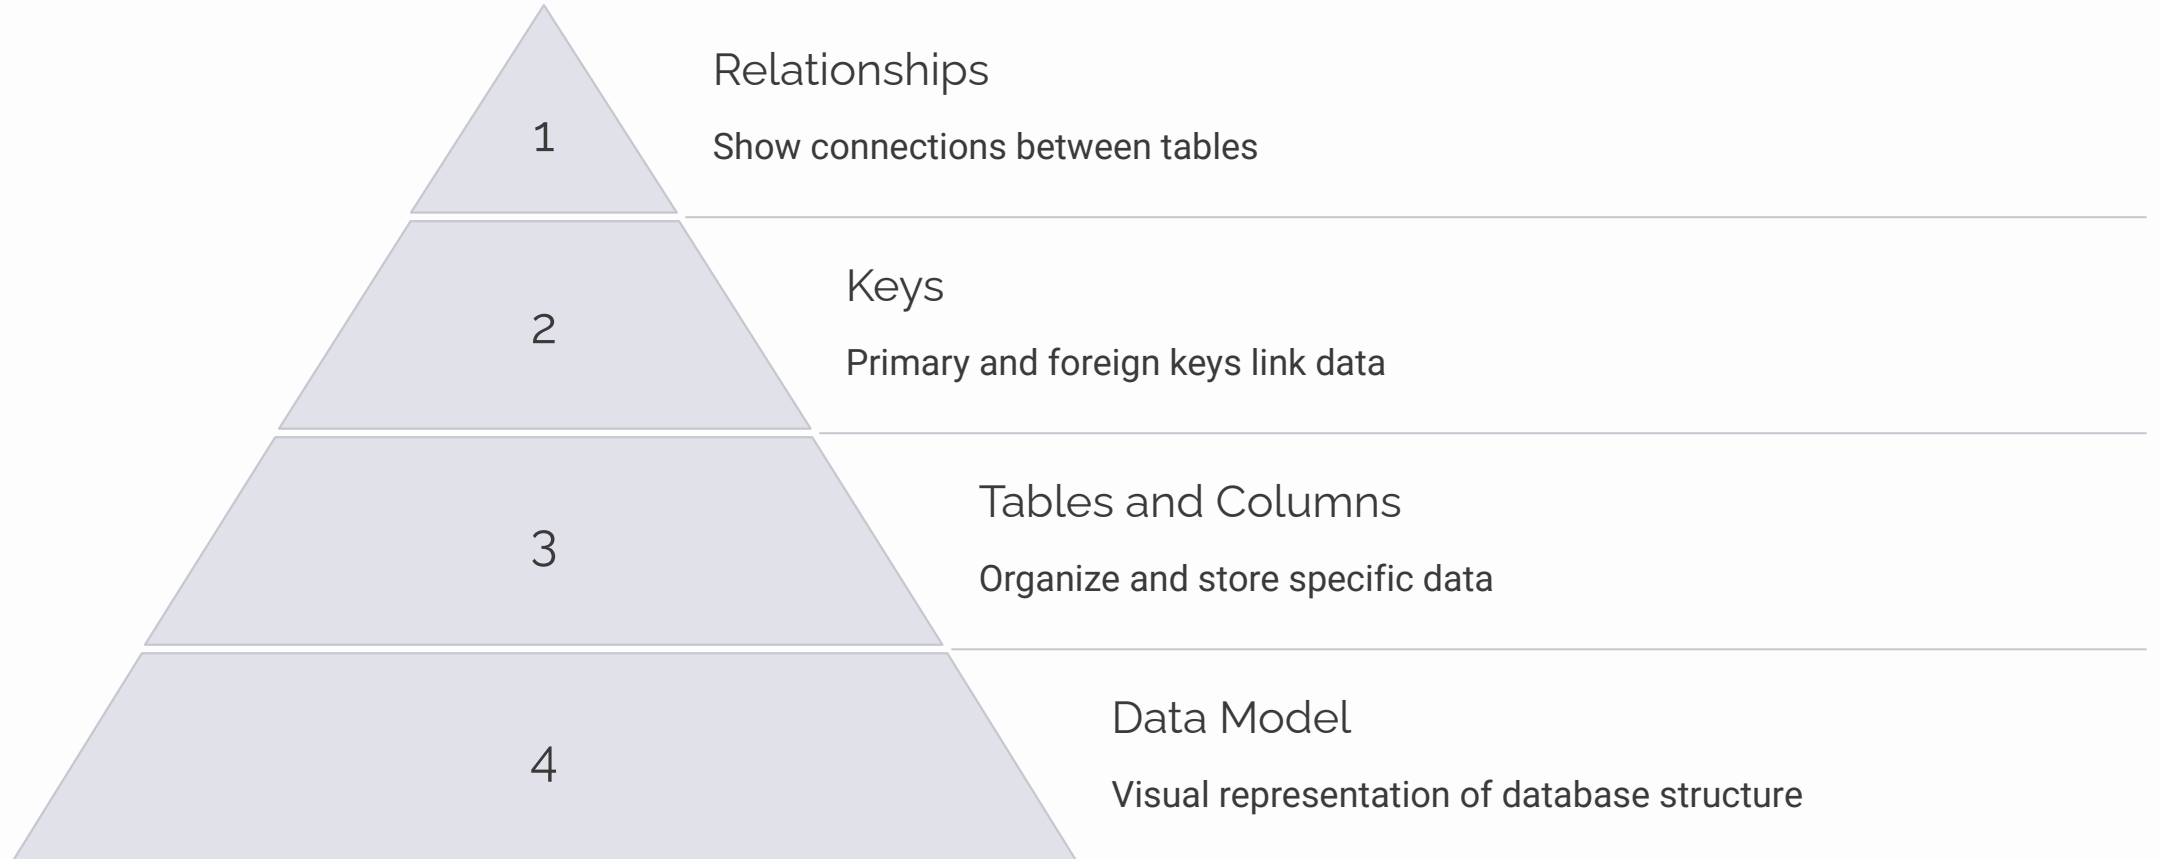 1
Relationships
Show connections between tables
2
Keys
Primary and foreign keys link data
3
Tables and Columns
Organize and store specific data
4
Data Model
Visual representation of database structure